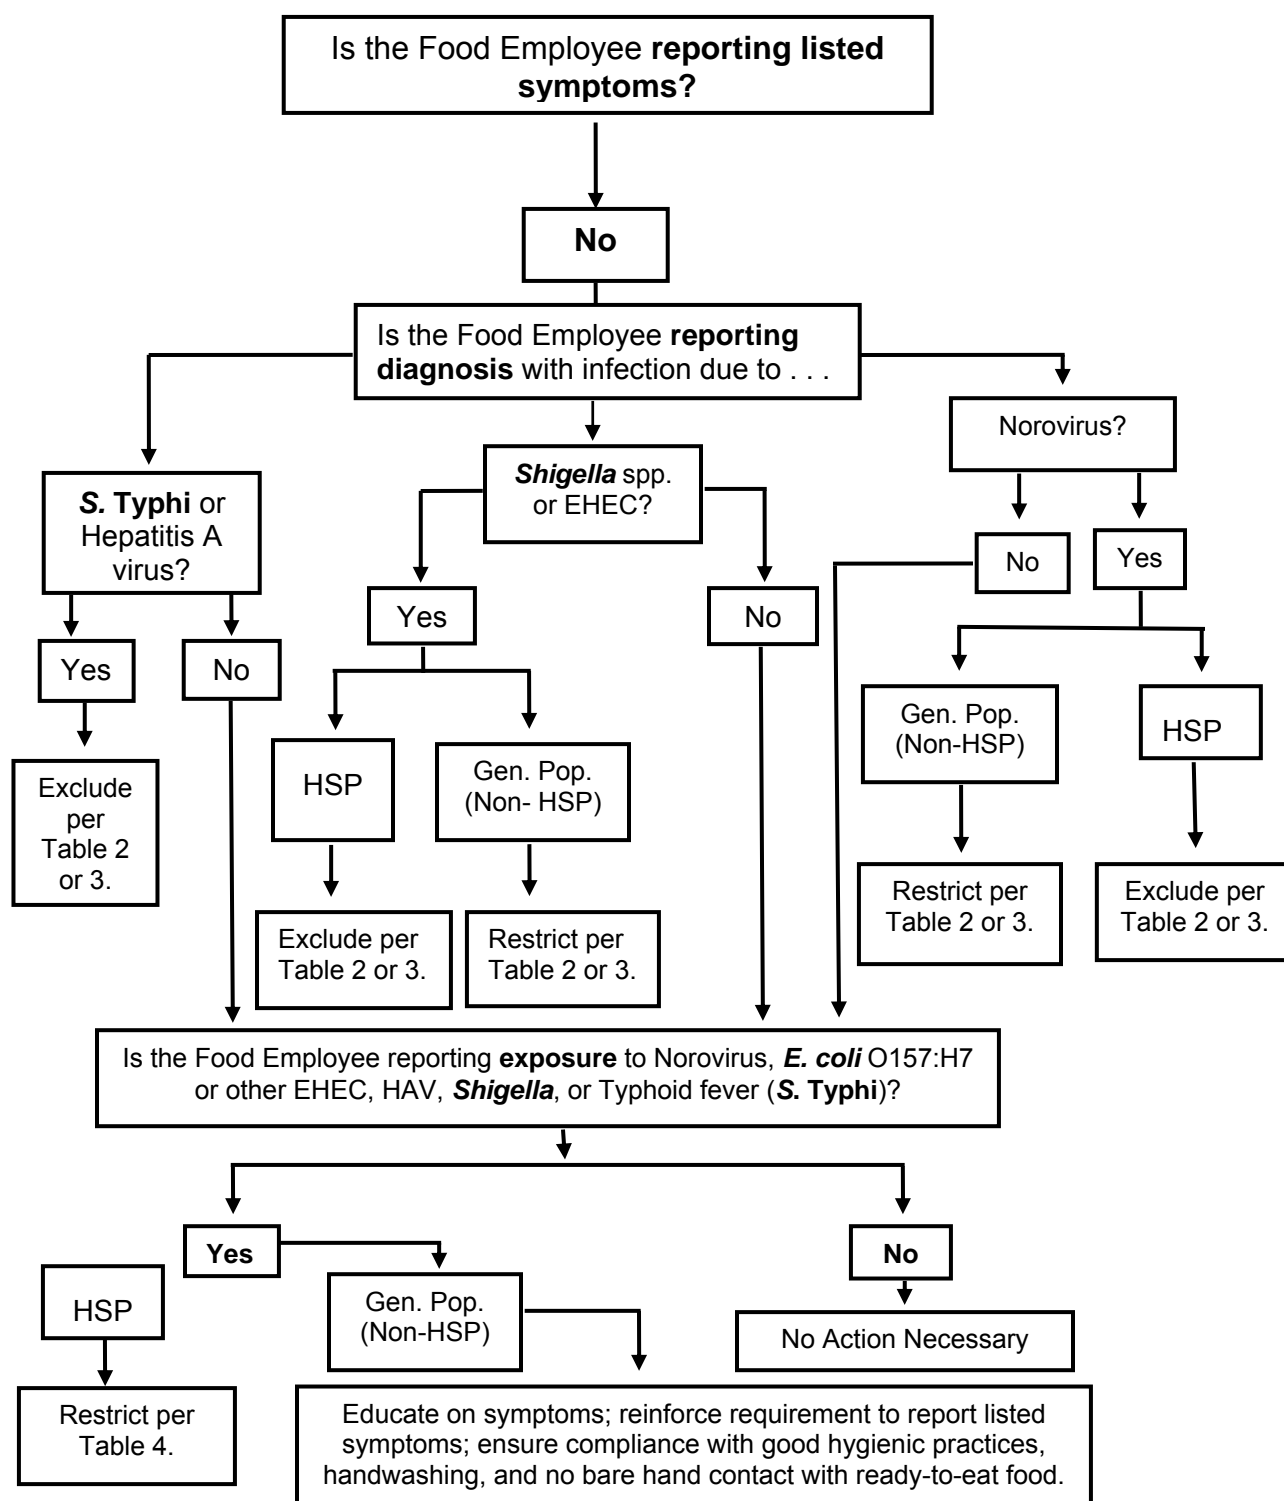 Is the Food Employee reporting listed
symptoms?
No
Is the Food Employee reporting
diagnosis with infection due to . . .
S. Typhi or
Hepatitis A
virus?
Shigella spp.
or EHEC?
Norovirus?
Yes
No
Yes
No
No
Yes
Exclude
per
Table 2
or 3.
HSP
Gen. Pop.
(Non- HSP)
Gen. Pop.
(Non-HSP)
HSP
Exclude per
Table 2 or 3.
Restrict per
Table 2 or 3.
Restrict per
Table 2 or 3.
Exclude per
Table 2 or 3.
Is the Food Employee reporting exposure to Norovirus, E. coli O157:H7
or other EHEC, HAV, Shigella, or Typhoid fever (S. Typhi)?
Yes
No
HSP
Gen. Pop.
(Non-HSP)
No Action Necessary
Restrict per
Table 4.
Educate on symptoms; reinforce requirement to report listed
symptoms; ensure compliance with good hygienic practices,
handwashing, and no bare hand contact with ready-to-eat food.